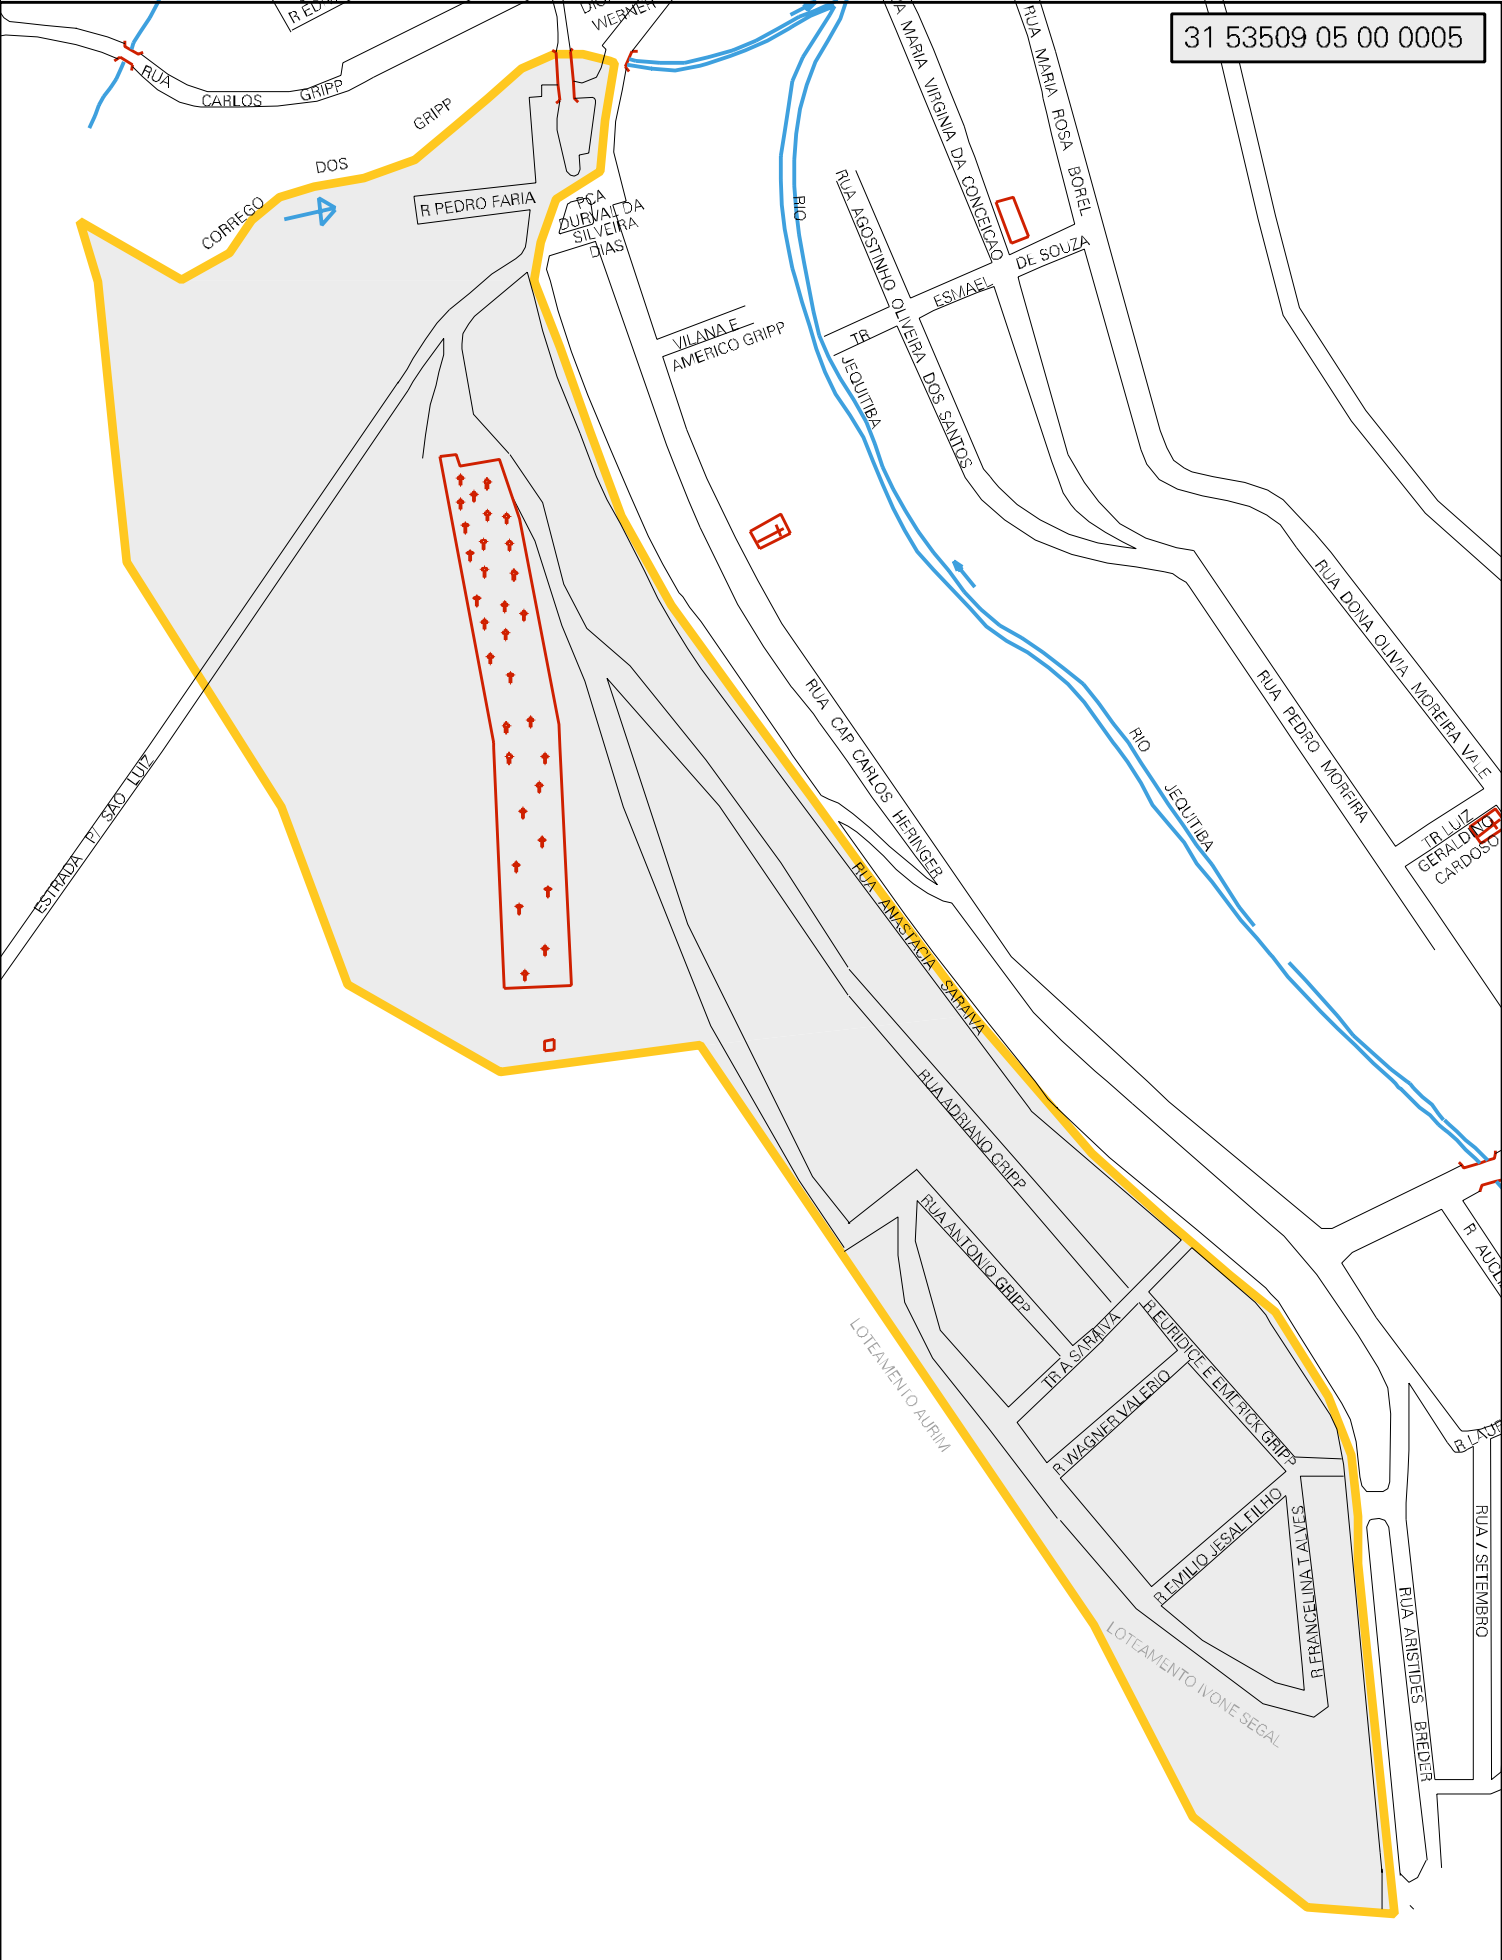 31 53509 05 00 0005
WERNER
RUA
CARLOS
GRIPP
CORREGO
DOS
GRIPP
R PEDRO FARIA
PCA
DURVAL DA
SILVEIRA
DIAS
VILANA E
AMERICO GRIPP
RIO
JEQUITIBA
RUA AGOSTINHO OLIVEIRA DOS SANTOS
MARIA VIRGINIA DA CONCEICAO
RUA MARIA ROSA BOREL
TR
ESMAEL
DE SOUZA
RUA DONA OLIVIA MOREIRA VALE
RUA PEDRO MORFIRA
TR LUIZ
GERALDINO
CARDOSO
RUA CAP CARLOS HERINGER
RIO
JEQUITIBA
ESTRADA P/ SAO LUIZ
RUA ANASTACIA SARAIVA
RUA ADRIANO GRIPP
RUA ANTONIO GRIPP
TR A SARAIVA
R EURIDICE E EMERICK GRIPP
R WAGNER VALERIO
R EMILIO JESAL FILHO
R FRANCELINA T ALVES
LOTEAMENTO AURIM
LOTEAMENTO IVONE SEGAL
RUA ARISTIDES BREDER
RUA / SETEMBRO